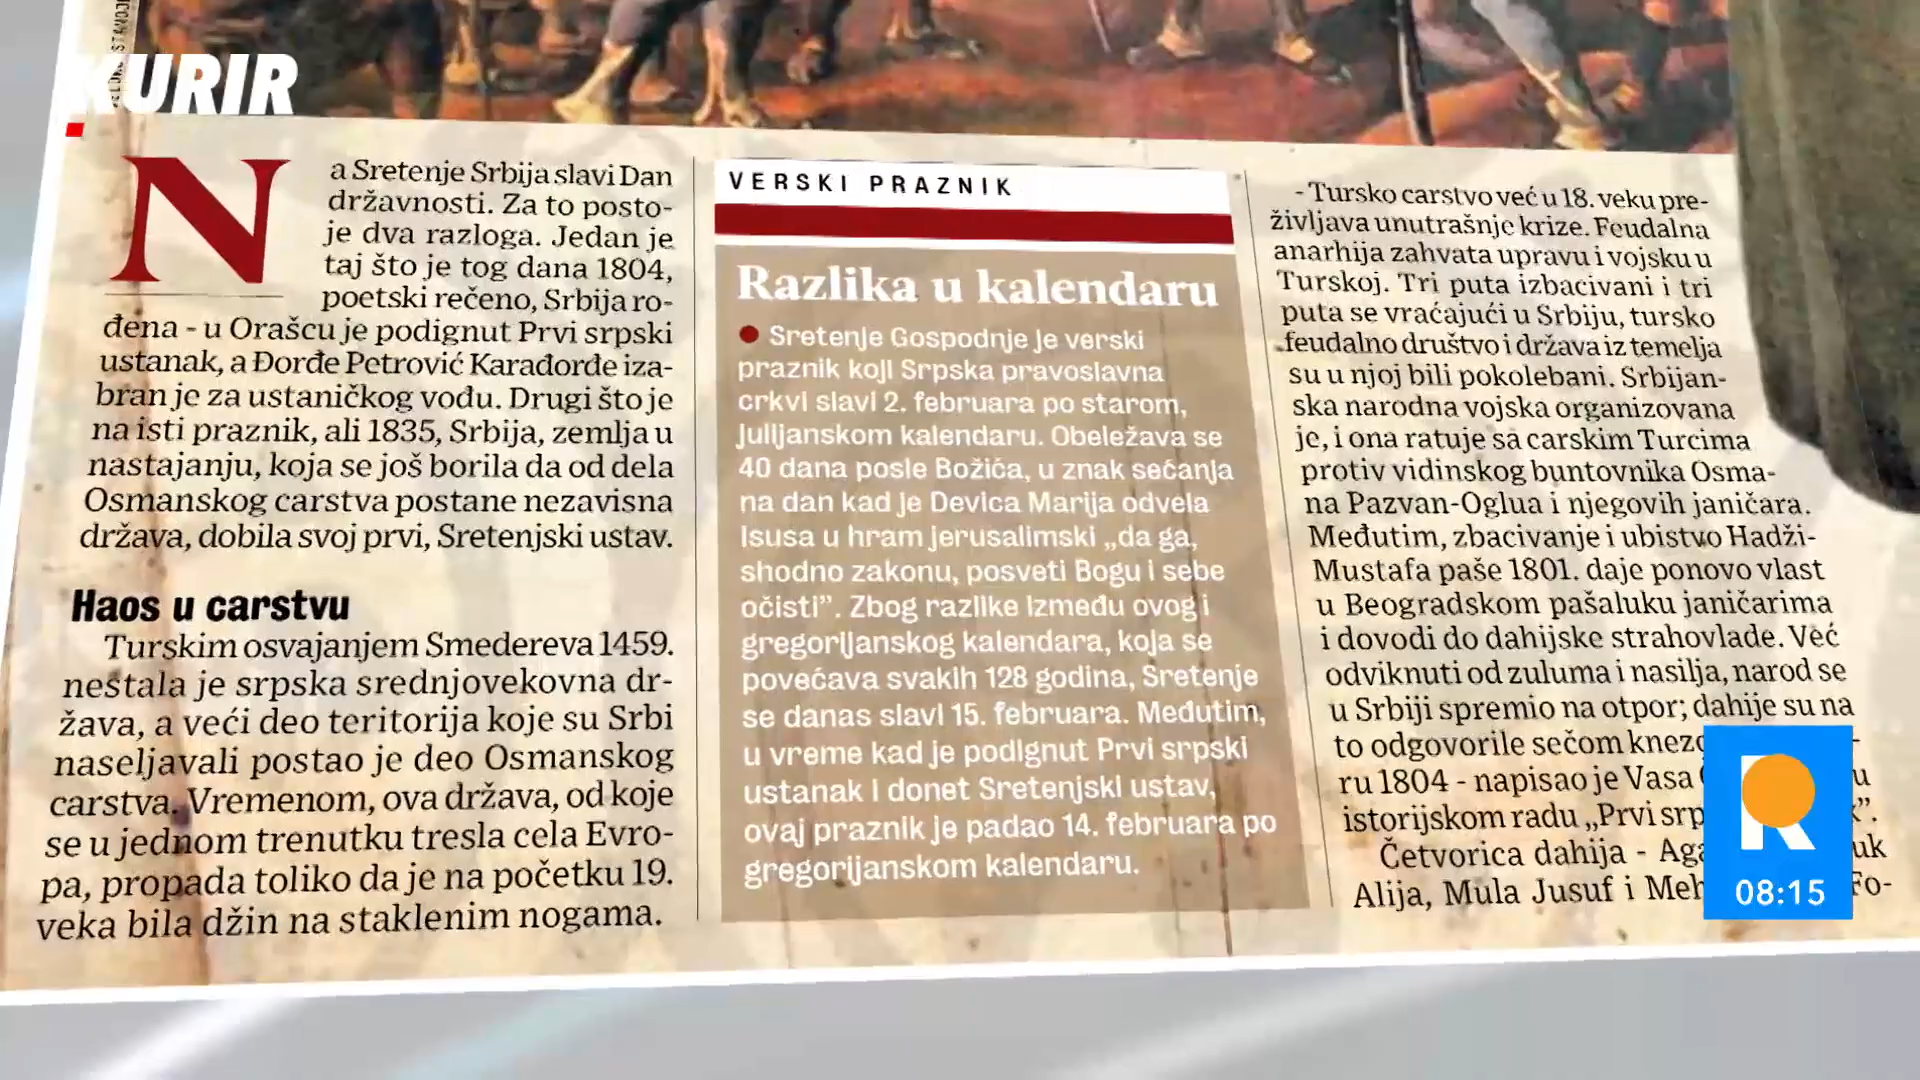 KURIR
Na Sretenje Srbija slavi Dan
državnosti. Za to posto-
je dva razloga. Jedan je
taj što je tog dana 1804,
poetski rečeno, Srbija ro-
đena - u Orašcu je podignut Prvi srpski
ustanak, a Đorđe Petrović Karađorđe iza-
bran je za ustaničkog vođu. Drugi što je
na isti praznik, ali 1835, Srbija, zemlja u
nastajanju, koja se još borila da od dela
Osmanskog carstva postane nezavisna
država, dobila svoj prvi, Sretenjski ustav.
Haos u carstvu
Turskim osvajanjem Smedereva 1459.
nestala je srpska srednjovekovna dr-
žava, a veći deo teritorija koje su Srbi
naseljavali postao je deo Osmanskog
carstva. Vremenom, ova država, od koje
se u jednom trenutku tresla cela Evro-
pa, propada toliko da je na početku 19.
veka bila džin na staklenim nogama.
VERSKI PRAZNIK
Razlika u kalendaru
● Sretenje Gospodnje je verski
praznik koji Srpska pravoslavna
crkvi slavi 2. februara po starom,
julijanskom kalendaru. Obeležava se
40 dana posle Božića, u znak sećanja
na dan kad je Devica Marija odvela
Isusa u hram jerusalimski „da ga,
shodno zakonu, posveti Bogu i sebe
očisti”. Zbog razlike između ovog i
gregorijanskog kalendara, koja se
povećava svakih 128 godina, Sretenje
se danas slavi 15. februara. Međutim,
u vreme kad je podignut Prvi srpski
ustanak i donet Sretenjski ustav,
ovaj praznik je padao 14. februara po
gregorijanskom kalendaru.
- Tursko carstvo već u 18. veku pre-
življava unutrašnje krize. Feudalna
anarhija zahvata upravu i vojsku u
Turskoj. Tri puta izbacivani i tri
puta se vraćajući u Srbiju, tursko
feudalno društvo i država iz temelja
su u njoj bili pokolebani. Srbijan-
ska narodna vojska organizovana
je, i ona ratuje sa carskim Turcima
protiv vidinskog buntovnika Osma-
na Pazvan-Oglua i njegovih janičara.
Međutim, zbacivanje i ubistvo Hadži-
Mustafa paše 1801. daje ponovo vlast
u Beogradskom pašaluku janičarima
i dovodi do dahijske strahovlade. Već
odviknuti od zuluma i nasilja, narod se
u Srbiji spremio na otpor; dahije su na
to odgovorile sečom
ru 1804 - napisao je Vasa
istorijskom radu „Prvi
Četvorica dahija -
Alija, Mula Jusuf i
R
08:15